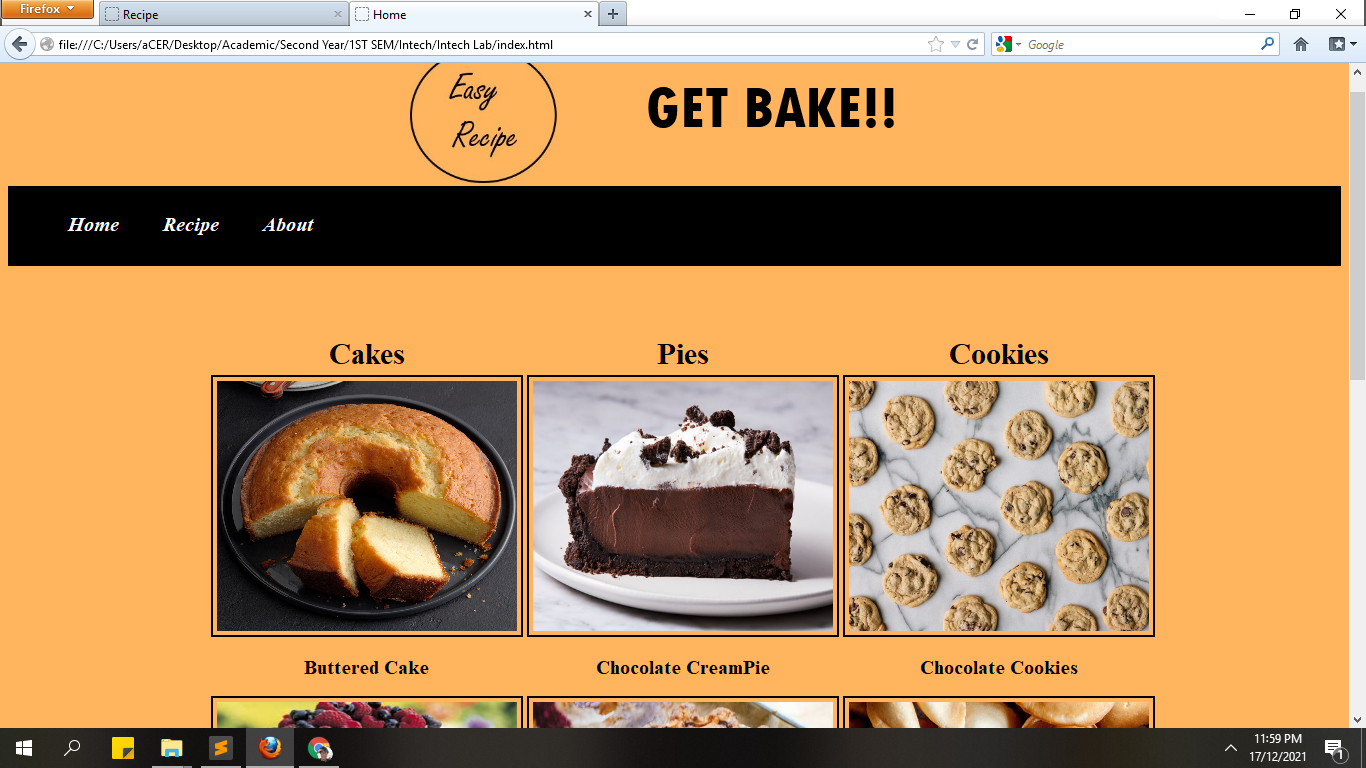 Firefox
Recipe
Home
file:///C:/Users/aCER/Desktop/Academic/Second Year/1ST SEM/Intech/Intech Lab/index.html
Google
Easy
Recipe
GET BAKE!!
Home Recipe About
Cakes Pies Cookies
Buttered Cake Chocolate CreamPie Chocolate Cookies
11:59 PM
17/12/2021
1